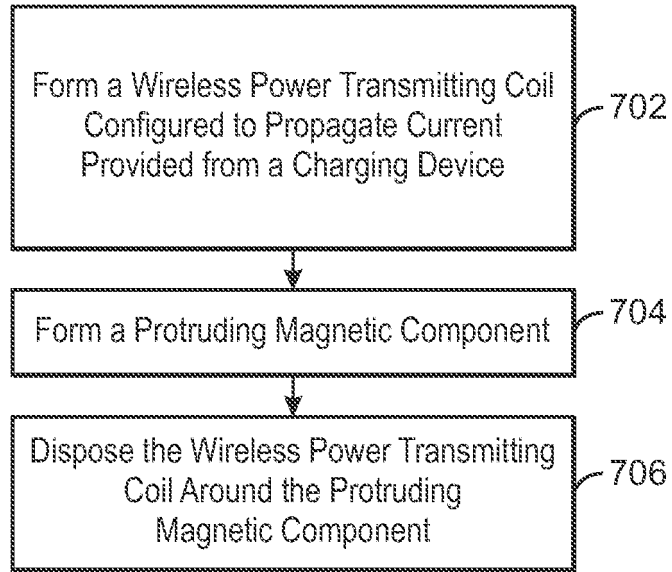 Form a Wireless Power Transmitting Coil
Configured to Propagate Current
Provided from a Charging Device
702
Form a Protruding Magnetic Component
704
Dispose the Wireless Power Transmitting
Coil Around the Protruding
Magnetic Component
706